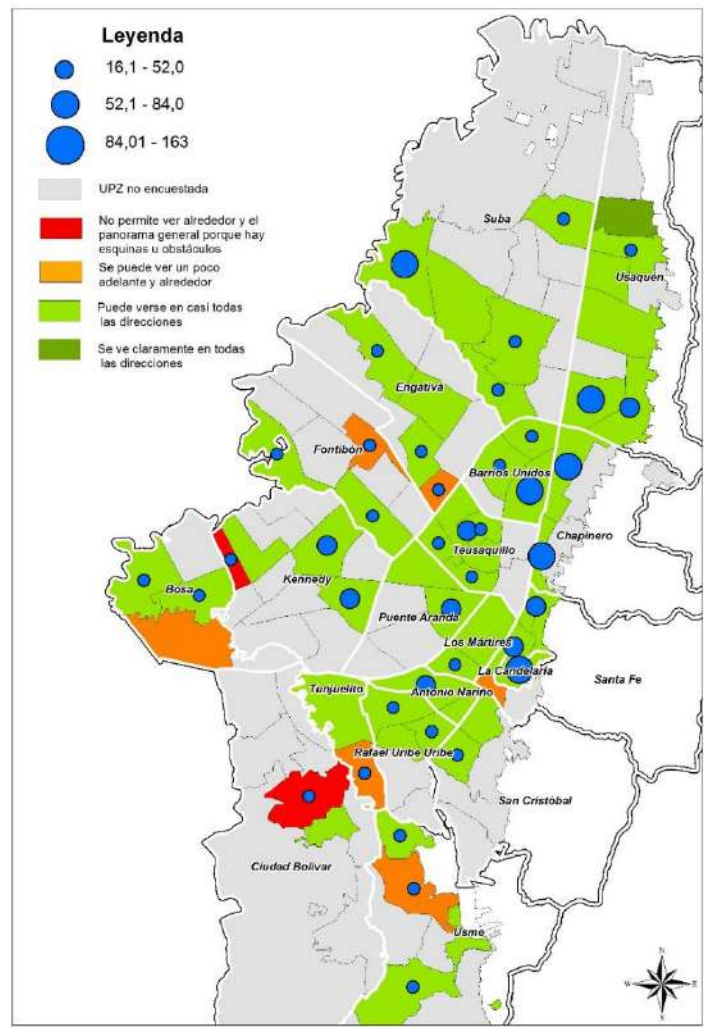 Leyenda
16,1 - 52,0
52,1 - 84,0
84,01 - 163
UPZ no encuestada
No permite ver alrededor y el
panorama general porque hay
esquinas u obstáculos
Se puede ver un poco
adelante y alrededor
Puede verse en casi todas
las direcciones
Se ve claramente en todas
las direcciones
Suba
Usaquén
Engativa
Fontibón
Barrios Unidos
Chapinero
Teusaquillo
Kennedy
Bosa
Puente Aranda
Los Mártires
La Candelaria
Santa Fe
Tunjuelito
Antonio Nariño
Rafael Uribe Uribe
San Cristóbal
Ciudad Bolívar
Usme
N
W
E
S